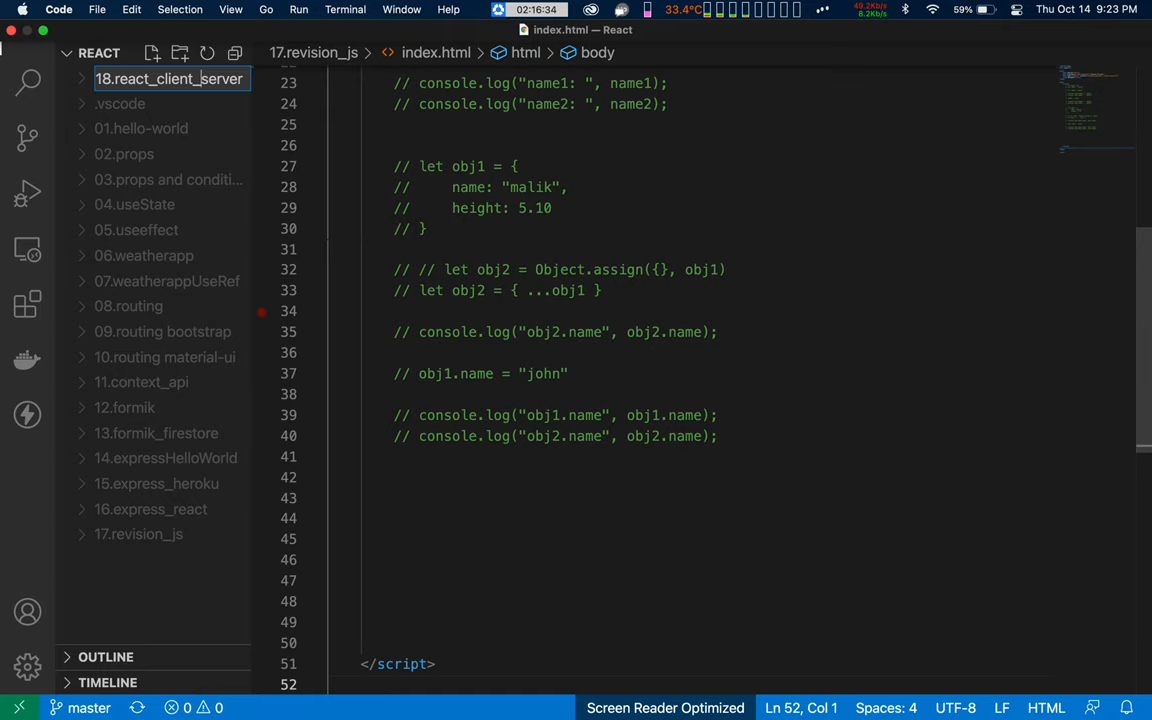 Code File Edit Selection View Go Run Terminal Window Help 02:16:34 33.4°C 49.2KB/s 8.2KB/s 59% Thu Oct 14 9:23 PM
index.html — React
REACT
17.revision_js > index.html > html > body
18.react_client_server
.vscode
01.hello-world
02.props
03.props and conditi...
04.useState
05.useeffect
06.weatherapp
07.weatherappUseRef
08.routing
09.routing bootstrap
10.routing material-ui
11.context_api
12.formik
13.formik_firestore
14.expressHelloWorld
15.express_heroku
16.express_react
17.revision_js
OUTLINE
TIMELINE
23 // console.log("name1: ", name1);
24 // console.log("name2: ", name2);
25
26
27 // let obj1 = {
28 // name: "malik",
29 // height: 5.10
30 // }
31
32 // // let obj2 = Object.assign({}, obj1)
33 // let obj2 = { ...obj1 }
34
35 // console.log("obj2.name", obj2.name);
36
37 // obj1.name = "john"
38
39 // console.log("obj1.name", obj1.name);
40 // console.log("obj2.name", obj2.name);
41
42
43
44
45
46
47
48
49
50
51 </script>
52
master 0 0 Screen Reader Optimized Ln 52, Col 1 Spaces: 4 UTF-8 LF HTML